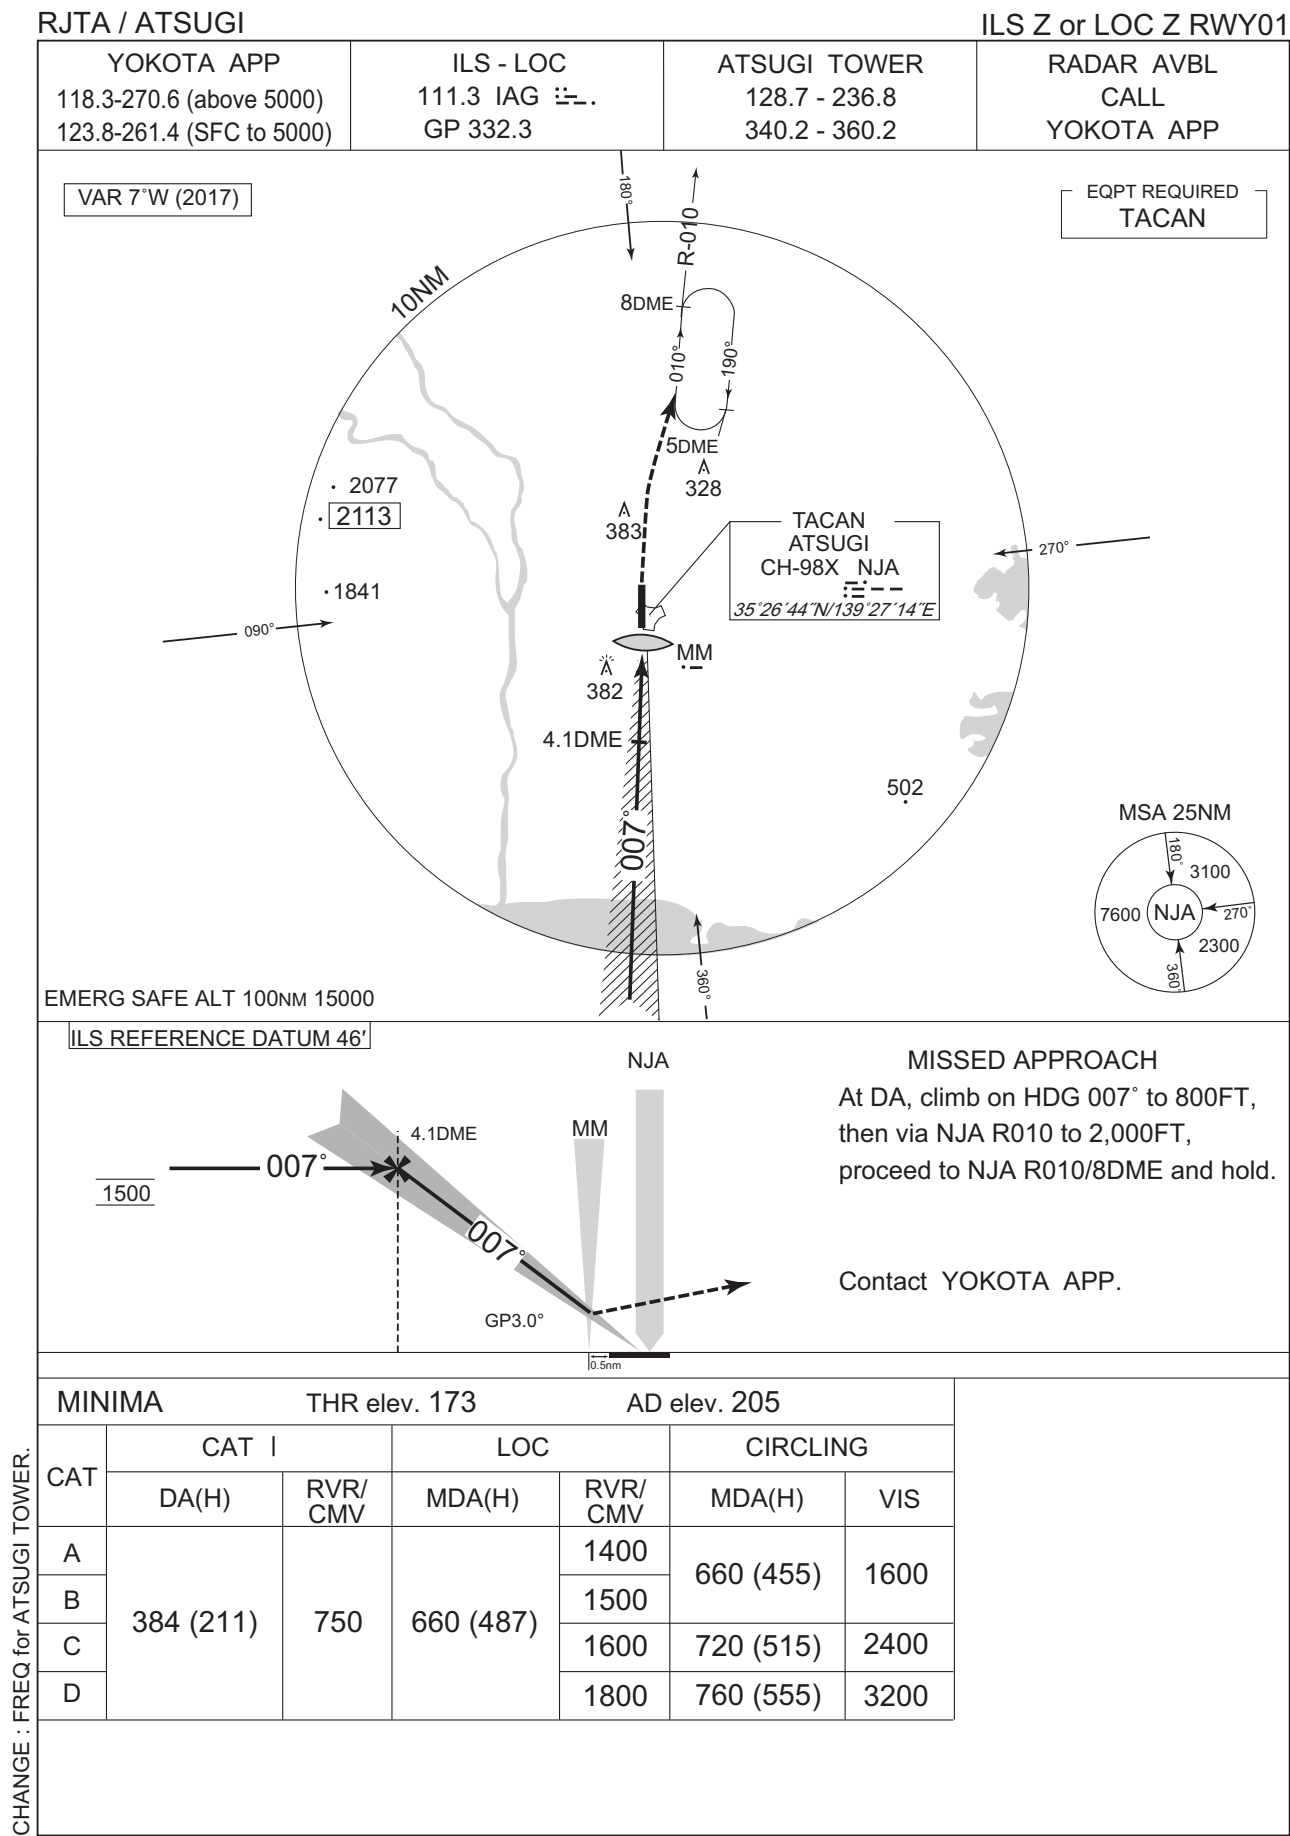 RJTA / ATSUGI
ILS Z or LOC Z RWY01
YOKOTA APP
118.3-270.6 (above 5000)
123.8-261.4 (SFC to 5000)
ILS - LOC
111.3 IAG
GP 332.3
ATSUGI TOWER
128.7 - 236.8
340.2 - 360.2
RADAR AVBL
CALL
YOKOTA APP
VAR 7˚W (2017)
EQPT REQUIRED
TACAN
180˚
R-010
10NM
8DME
010°
190°
5DME
328
383
2077
2113
1841
090°
270°
TACAN
ATSUGI
CH-98X NJA
35˚26´44˝N/139˚27´14˝E
MM
382
4.1DME
007˚
502
360°
MSA 25NM
180˚
3100
7600
NJA
270˚
2300
360˚
EMERG SAFE ALT 100NM 15000
ILS REFERENCE DATUM 46′
NJA
MM
4.1DME
007˚
1500
007˚
GP3.0°
0.5nm
MISSED APPROACH
At DA, climb on HDG 007˚ to 800FT,
then via NJA R010 to 2,000FT,
proceed to NJA R010/8DME and hold.
Contact YOKOTA APP.
MINIMA THR elev. 173 AD elev. 205
CAT
CAT I
LOC
CIRCLING
DA(H)
RVR/
CMV
MDA(H)
RVR/
CMV
MDA(H)
VIS
A
B
C
D
384 (211)
750
660 (487)
1400
1500
1600
1800
660 (455)
1600
720 (515)
2400
760 (555)
3200
CHANGE : FREQ for ATSUGI TOWER.